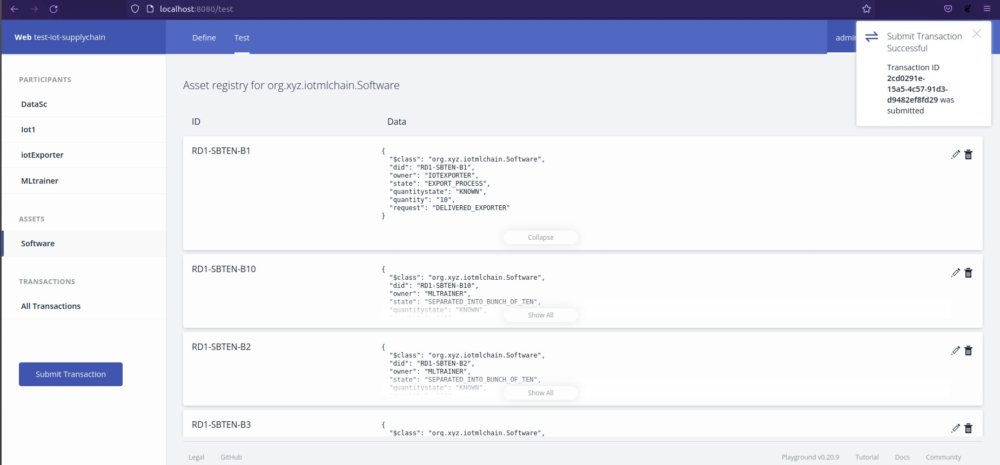 localhost:8080/test
Web test-iot-supplychain
Define
Test
admin
Submit Transaction
Successful
Transaction ID
2cd0291e-
15a5-4c57-91d3-
d9482ef8fd29 was
submitted
PARTICIPANTS
DataSc
Iot1
iotExporter
MLtrainer
ASSETS
Software
TRANSACTIONS
All Transactions
Submit Transaction
Asset registry for org.xyz.iotmlchain.Software
ID
Data
RD1-SBTEN-B1
{
"$class": "org.xyz.iotmlchain.Software",
"did": "RD1-SBTEN-B1",
"owner": "IOTEXPORTER",
"state": "EXPORT_PROCESS",
"quantitystate": "KNOWN",
"quantity": "10",
"request": "DELIVERED_EXPORTER"
}
Collapse
RD1-SBTEN-B10
{
"$class": "org.xyz.iotmlchain.Software",
"did": "RD1-SBTEN-B10",
"owner": "MLTRAINER",
"state": "SEPARATED_INTO_BUNCH_OF_TEN",
"quantitystate": "KNOWN",
Show All
RD1-SBTEN-B2
{
"$class": "org.xyz.iotmlchain.Software",
"did": "RD1-SBTEN-B2",
"owner": "MLTRAINER",
"state": "SEPARATED_INTO_BUNCH_OF_TEN",
"quantitystate": "KNOWN",
Show All
RD1-SBTEN-B3
{
"$class": "org.xyz.iotmlchain.Software",
Legal
GitHub
Playground v0.20.9
Tutorial
Docs
Community